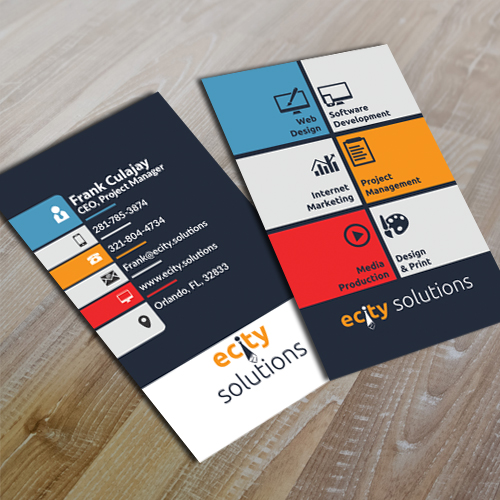 Frank Culajay
CEO, Project Manager
281-785-3874
321-804-4734
Frank@ecity.solutions
www.ecity.solutions
Orlando, FL, 32833
ecity
solutions
Web
Design
Software
Development
Internet
Marketing
Project
Management
Media
Production
Design
& Print
ecity solutions